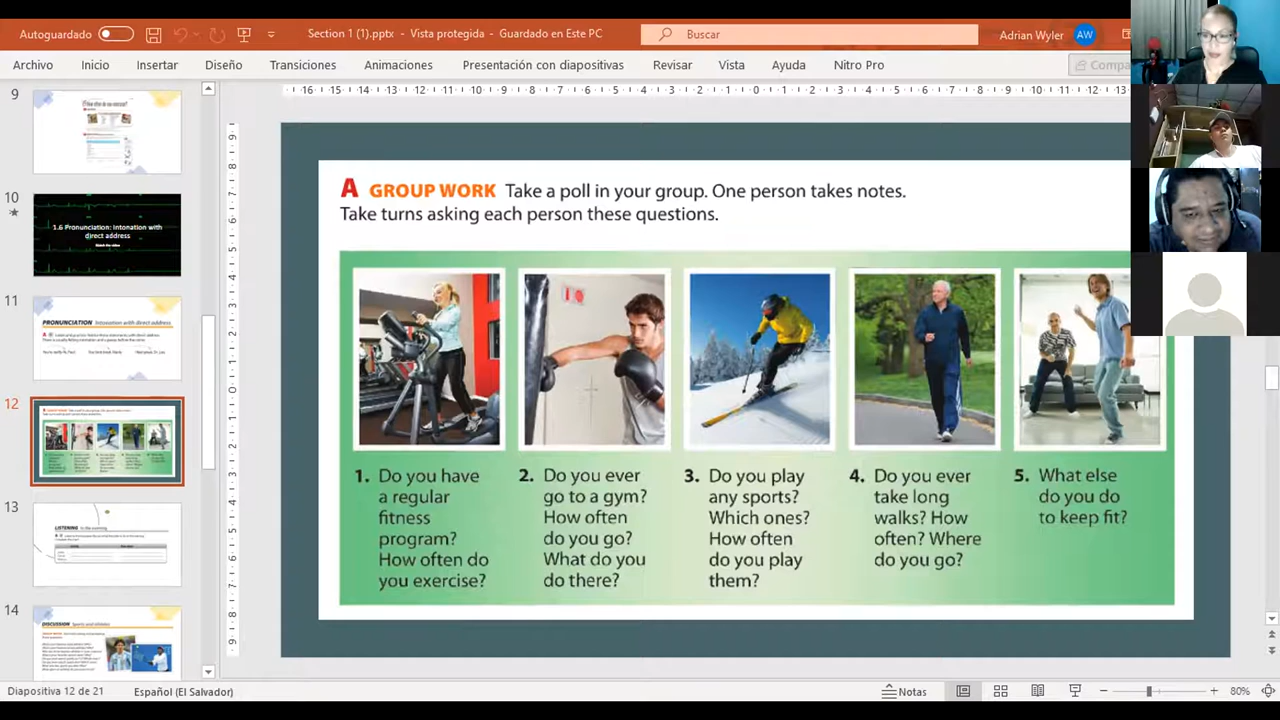 Autoguardado
Section 1 (1).pptx - Vista protegida - Guardado en Este PC
Buscar
Adrian Wyler
AW
Archivo
Inicio
Insertar
Diseño
Transiciones
Animaciones
Presentación con diapositivas
Revisar
Vista
Ayuda
Nitro Pro
9
10
1.6 Pronunciation: Intonation with
direct address
11
PRONUNCIATION Intonation with direct address
12
13
14
DISCUSSION Sports and athletes
A GROUP WORK Take a poll in your group. One person takes notes.
Take turns asking each person these questions.
1. Do you have
a regular
fitness
program?
How often do
you exercise?
2. Do you ever
go to a gym?
How often
do you go?
What do you
do there?
3. Do you play
any sports?
Which ones?
How often
do you play
them?
4. Do you ever
take long
walks? How
often? Where
do you go?
5. What else
do you do
to keep fit?
Diapositiva 12 de 21
Español (El Salvador)
Notas
80%